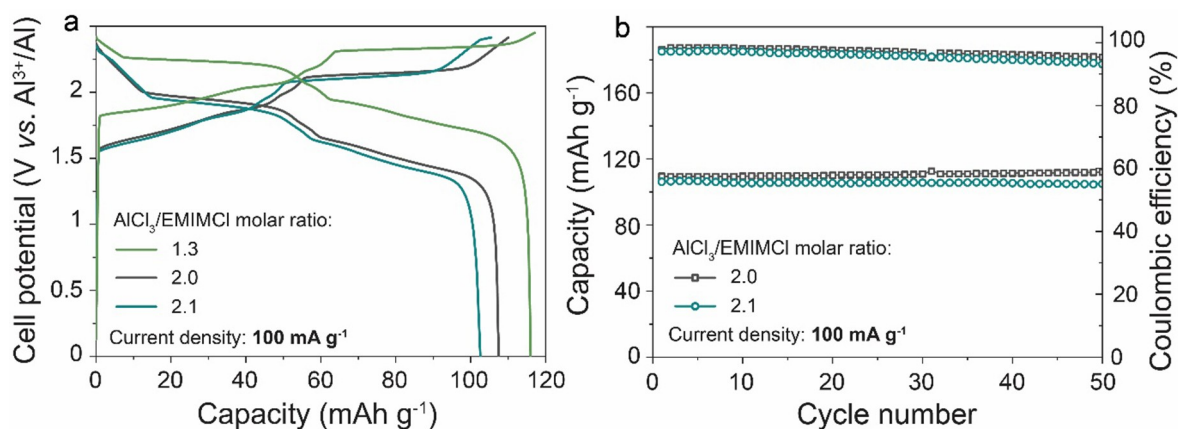 a
Cell potential (V vs. Al³⁺/Al)
2
1.5
1
0.5
0
AlCl₃/EMIMCl molar ratio:
1.3
2.0
2.1
Current density: 100 mA g⁻¹
0 20 40 60 80 100 120
Capacity (mAh g⁻¹)
b
Capacity (mAh g⁻¹)
160
120
80
40
0
AlCl₃/EMIMCl molar ratio:
2.0
2.1
Current density: 100 mA g⁻¹
0 10 20 30 40 50
Cycle number
100
80
60
40
20
0
Coulombic efficiency (%)